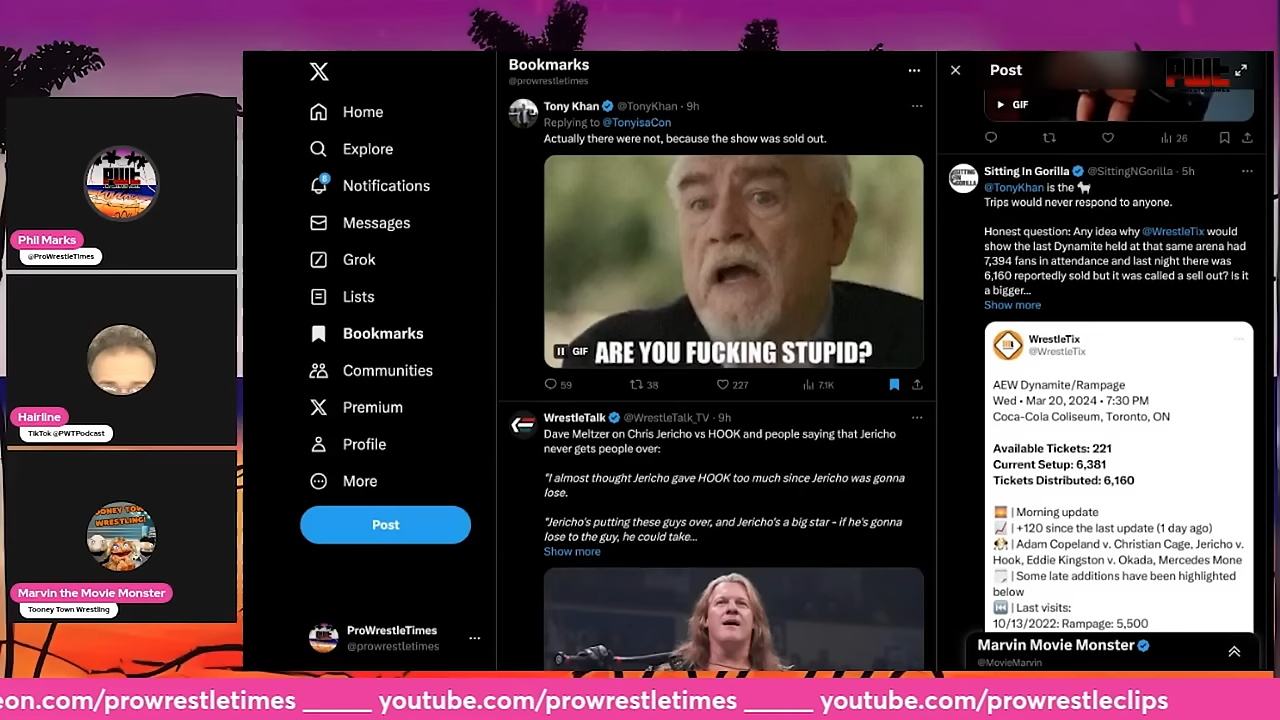 Phil Marks
@ProWrestleTimes
Hairline
TikTok @PWTPodcast
TOONEY TOWN
WRESTLING!
Marvin the Movie Monster
Tooney Town Wrestling
Home
Explore
8
Notifications
Messages
Grok
Lists
Bookmarks
Communities
Premium
Profile
More
Post
ProWrestleTimes
@prowrestletimes
Bookmarks
@prowrestletimes
Tony Khan @TonyKhan · 9h
Replying to @TonyisaCon
Actually there were not, because the show was sold out.
GIF
ARE YOU FUCKING STUPID?
59 38 227 7.1K
WrestleTalk @WrestleTalk_TV · 9h
Dave Meltzer on Chris Jericho vs HOOK and people saying that Jericho
never gets people over:
"I almost thought Jericho gave HOOK too much since Jericho was gonna
lose.
"Jericho's putting these guys over, and Jericho's a big star - if he's gonna
lose to the guy, he could take...
Show more
Post
PWT
GIF
26
Sitting In Gorilla @SittingNGorilla · 5h
@TonyKhan is the 🐐
Trips would never respond to anyone.
Honest question: Any idea why @WrestleTix would
show the last Dynamite held at that same arena had
7,394 fans in attendance and last night there was
6,160 reportedly sold but it was called a sell out? Is it
a bigger...
Show more
WrestleTix
@WrestleTix
AEW Dynamite/Rampage
Wed • Mar 20, 2024 • 7:30 PM
Coca-Cola Coliseum, Toronto, ON
Available Tickets: 221
Current Setup: 6,381
Tickets Distributed: 6,160
🌅 | Morning update
📈 | +120 since the last update (1 day ago)
| Adam Copeland v. Christian Cage, Jericho v.
Hook, Eddie Kingston v. Okada, Mercedes Mone
🗒️ | Some late additions have been highlighted
below
⏮️ | Last visits:
10/13/2022: Rampage: 5,500
Marvin Movie Monster
@MovieMarvin
eon.com/prowrestletimes ______ youtube.com/prowrestletimes ______ youtube.com/prowrestleclips